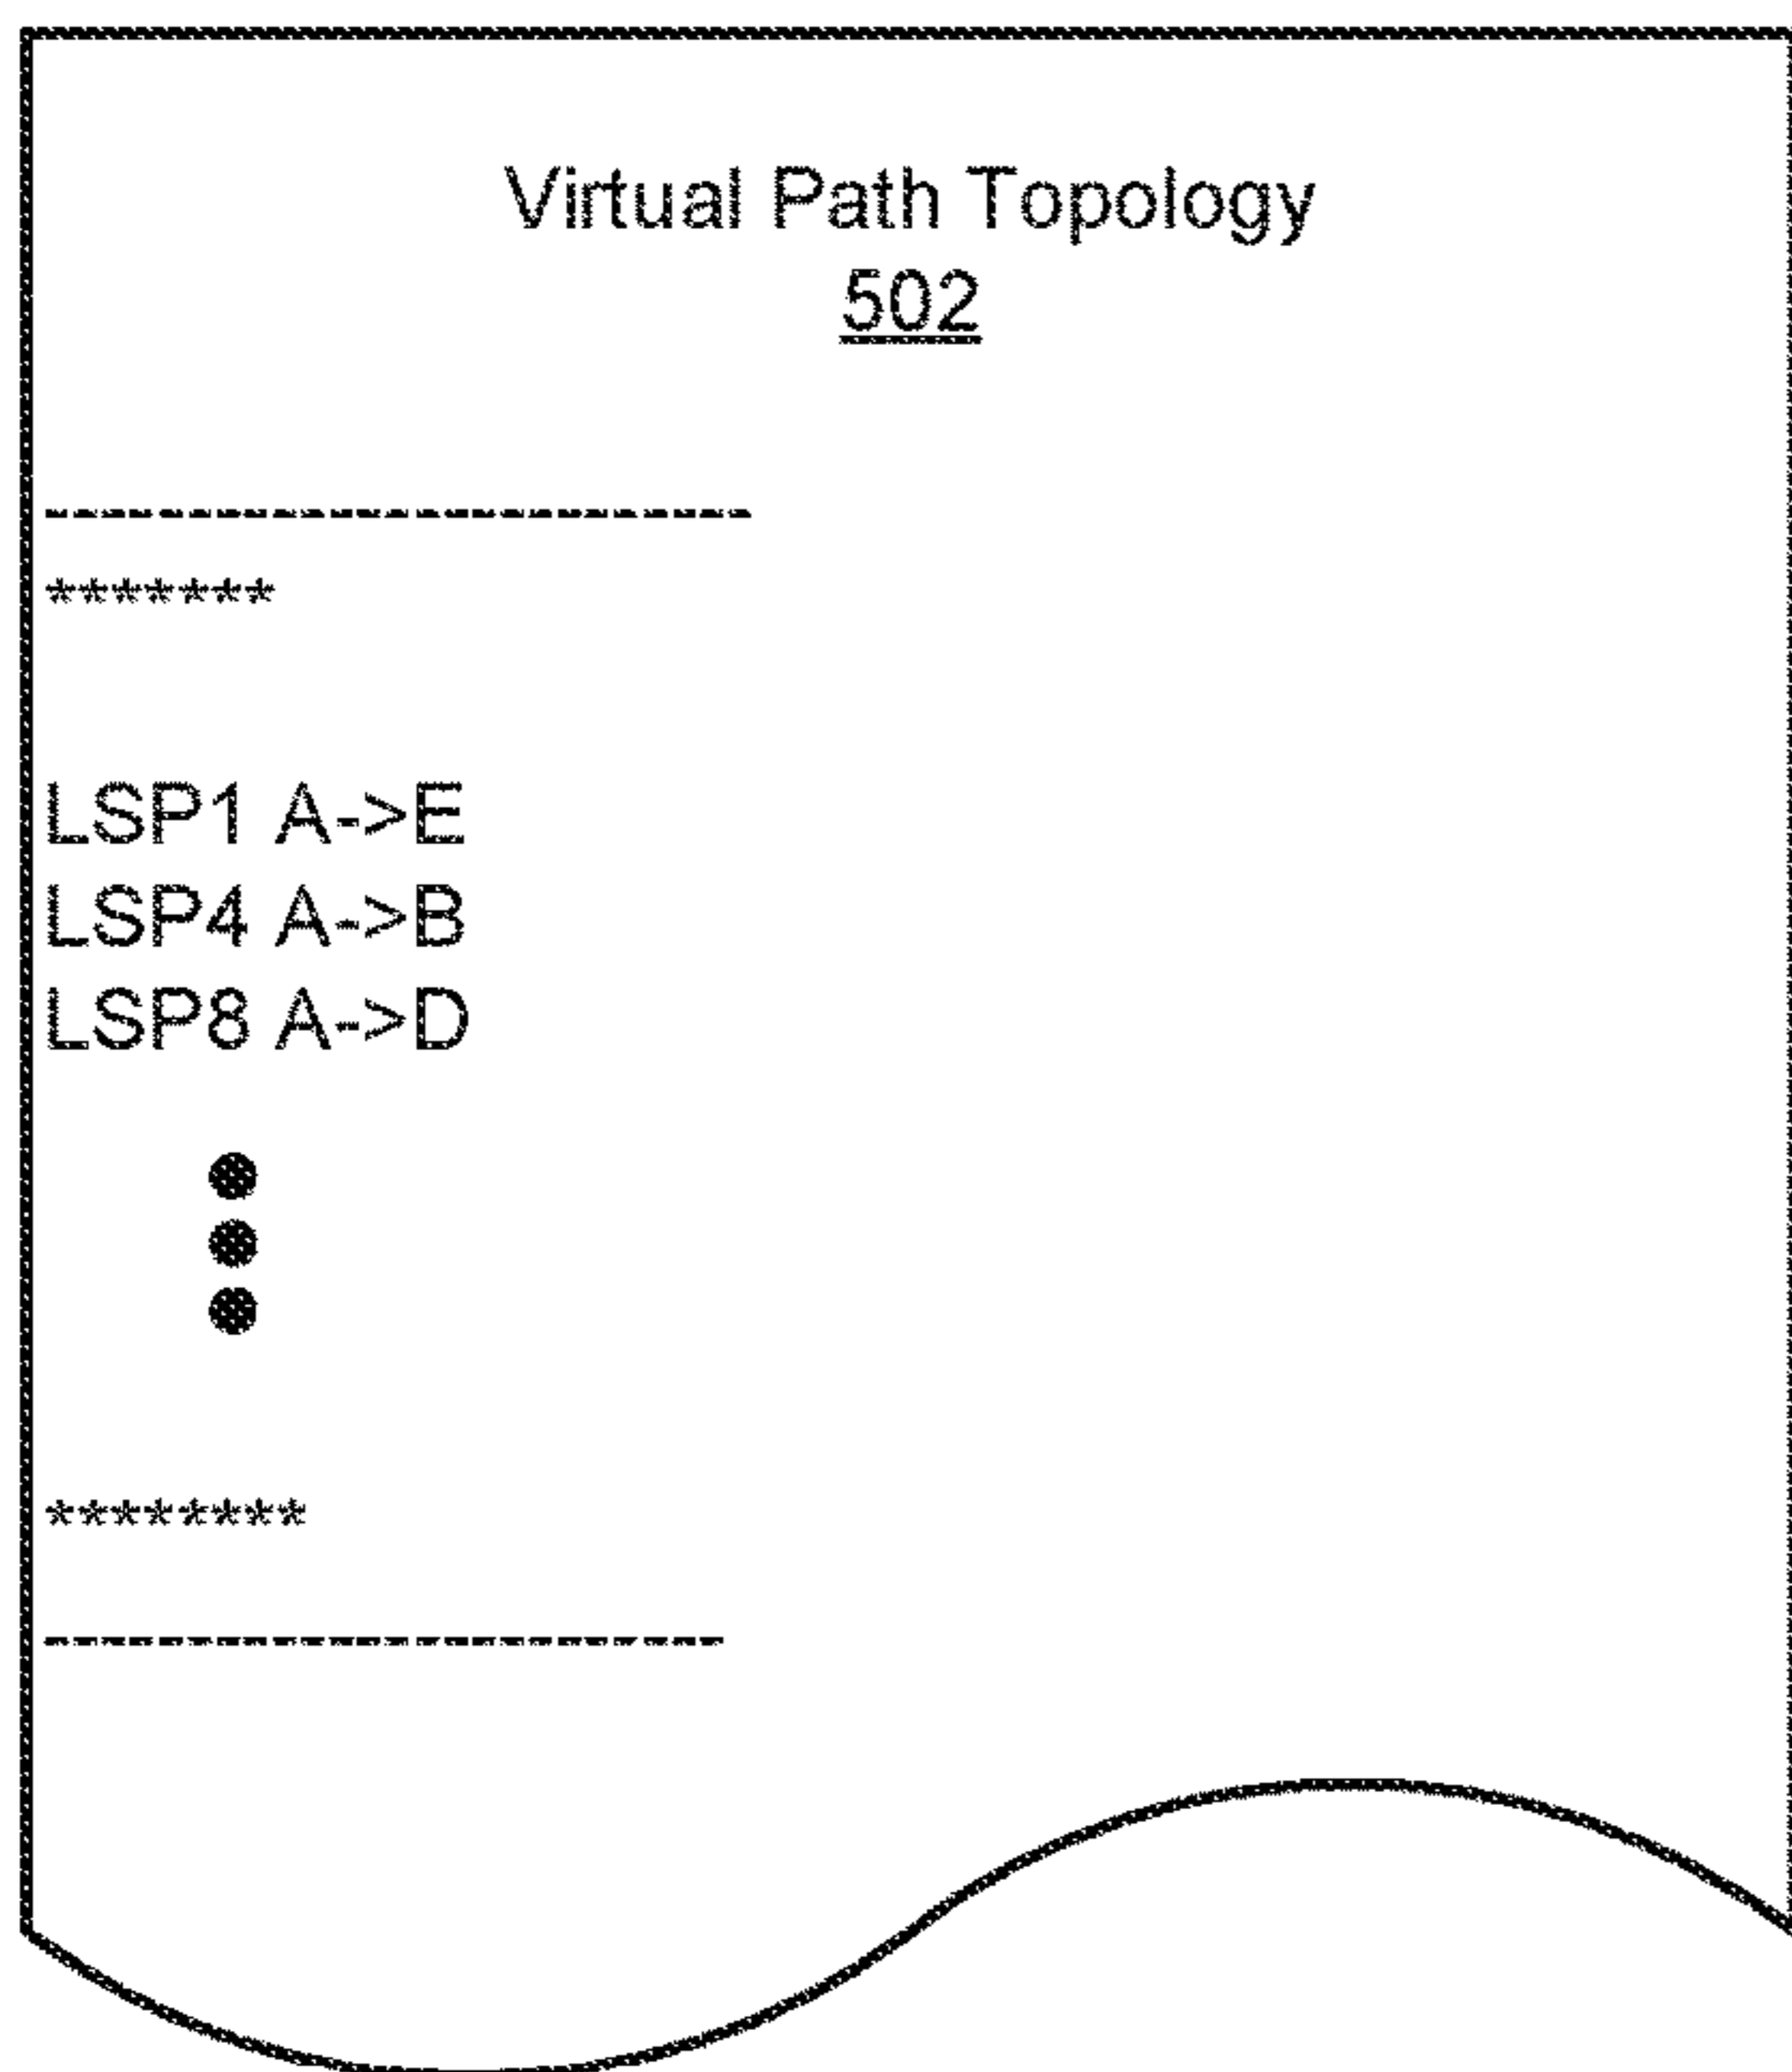 Virtual Path Topology
502
-------------------------
*******
LSP1 A->E
LSP4 A->B
LSP8 A->D
********
------------------------